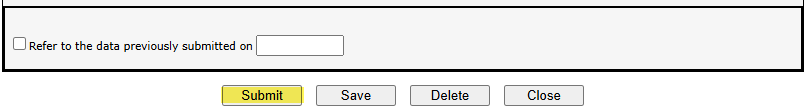 Refer to the data previously submitted on
Submit Save Delete Close